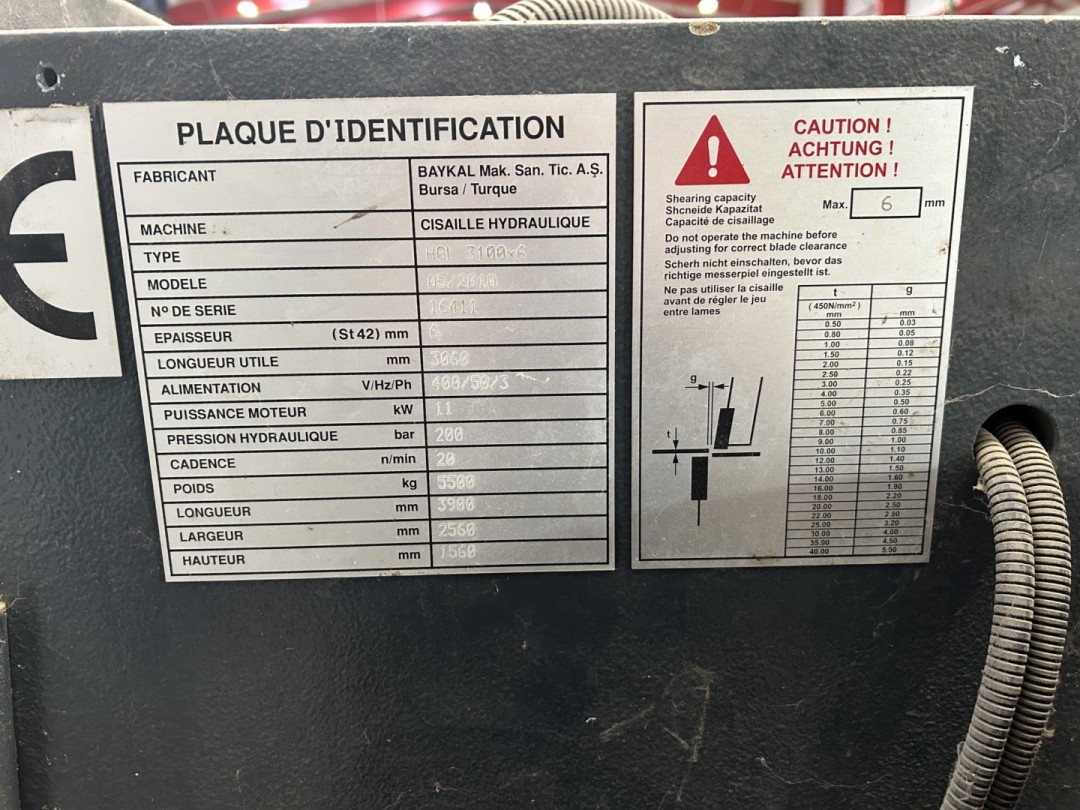 CE
PLAQUE D'IDENTIFICATION
FABRICANT BAYKAL Mak. San. Tic. A.Ş.
Bursa / Turque
MACHINE CISAILLE HYDRAULIQUE
TYPE HGL 3100x6
MODELE 05/2010
Nº DE SERIE 16411
EPAISSEUR (St 42) mm 6
LONGUEUR UTILE mm 3060
ALIMENTATION V/Hz/Ph 400/50/3
PUISSANCE MOTEUR kW 11
PRESSION HYDRAULIQUE bar 200
CADENCE n/min 20
POIDS kg 5500
LONGUEUR mm 3900
LARGEUR mm 2560
HAUTEUR mm 1560
CAUTION !
ACHTUNG !
ATTENTION !
Shearing capacity
Shcneide Kapazitat
Capacité de cisaillage
Max. 6 mm
Do not operate the machine before
adjusting for correct blade clearance
Scherh nicht einschalten, bevor das
richtige messerpiel eingestellt ist.
Ne pas utiliser la cisaille
avant de régler le jeu
entre lames
g
t
t g
(450N/mm²)
mm mm
0.50 0.03
0.80 0.05
1.00 0.08
1.50 0.12
2.00 0.15
2.50 0.22
3.00 0.25
4.00 0.35
5.00 0.50
6.00 0.60
7.00 0.75
8.00 0.85
9.00 1.00
10.00 1.10
12.00 1.40
13.00 1.50
14.00 1.60
16.00 1.90
18.00 2.20
20.00 2.50
22.00 2.80
25.00 3.20
30.00 4.00
35.00 4.50
40.00 5.50